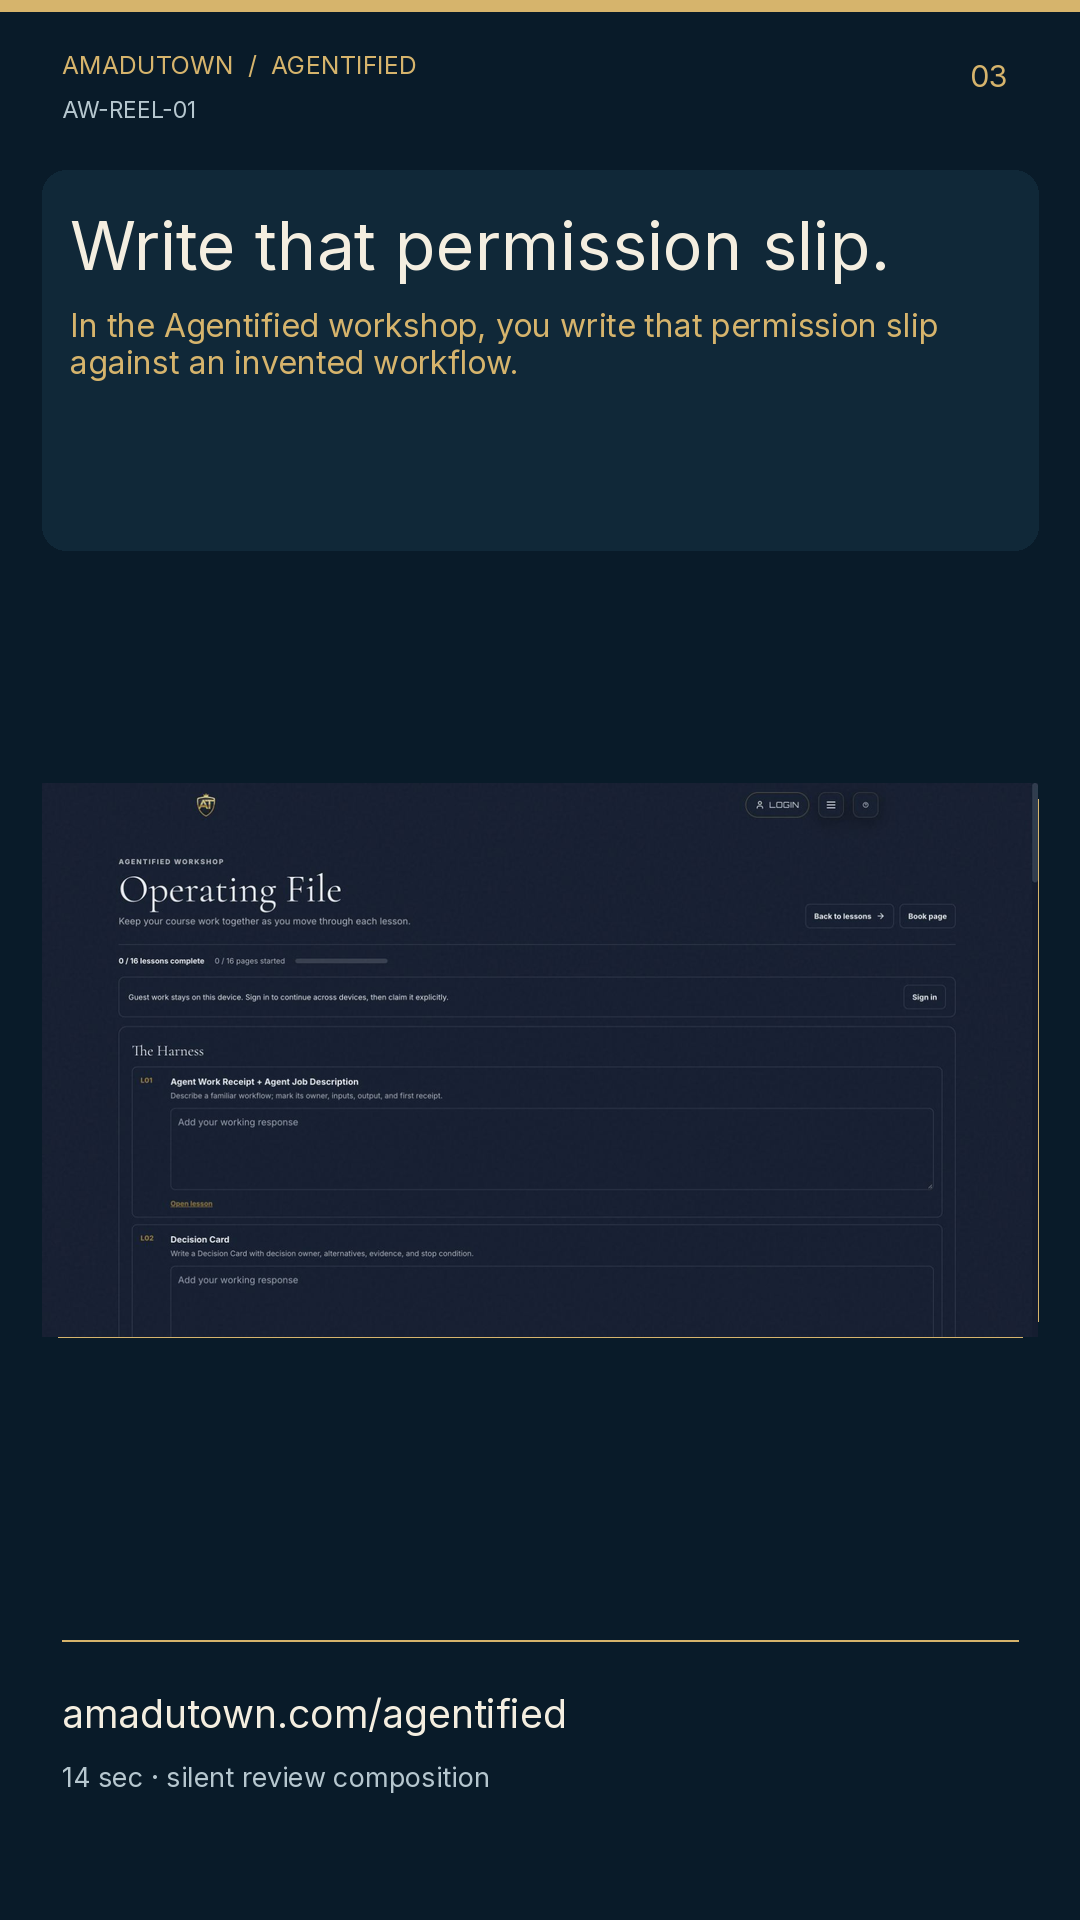 AMADUTOWN / AGENTIFIED
AW-REEL-01
03
Write that permission slip.
In the Agentified workshop, you write that permission slip
against an invented workflow.
AT
LOGIN
AGENTIFIED WORKSHOP
Operating File
Keep your course work together as you move through each lesson.
Back to lessons →
Book page
0 / 16 lessons complete
0 / 16 pages started
Guest work stays on this device. Sign in to continue across devices, then claim it explicitly.
Sign in
The Harness
L01
Agent Work Receipt + Agent Job Description
Describe a familiar workflow; mark its owner, inputs, output, and first receipt.
Add your working response
Open lesson
L02
Decision Card
Write a Decision Card with decision owner, alternatives, evidence, and stop condition.
Add your working response
amadutown.com/agentified
14 sec · silent review composition